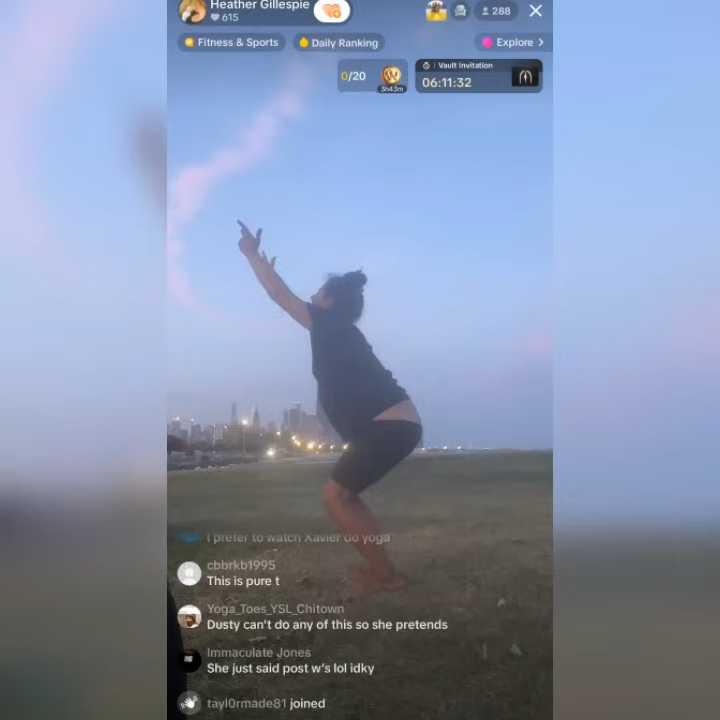 Heather Gillespie
615
288
Fitness & Sports
Daily Ranking
Explore >
0/20
3h43m
Vault Invitation
06:11:32
I prefer to watch Xavier do yoga
cbbrkb1995
This is pure t
Yoga_Toes_YSL_Chitown
Dusty can't do any of this so she pretends
Immaculate Jones
She just said post w's lol idky
tayl0rmade81 joined